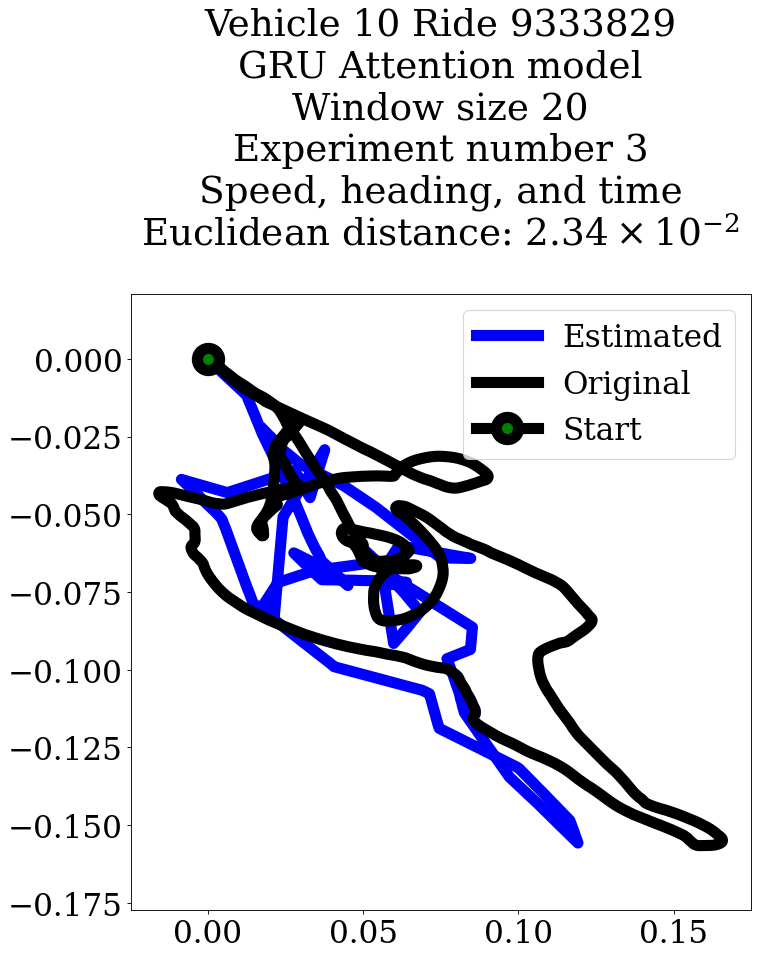 Vehicle 10 Ride 9333829
GRU Attention model
Window size 20
Experiment number 3
Speed, heading, and time
Euclidean distance: 2.34 × 10⁻²
Estimated
Original
Start
0.000
−0.025
−0.050
−0.075
−0.100
−0.125
−0.150
−0.175
0.00 0.05 0.10 0.15